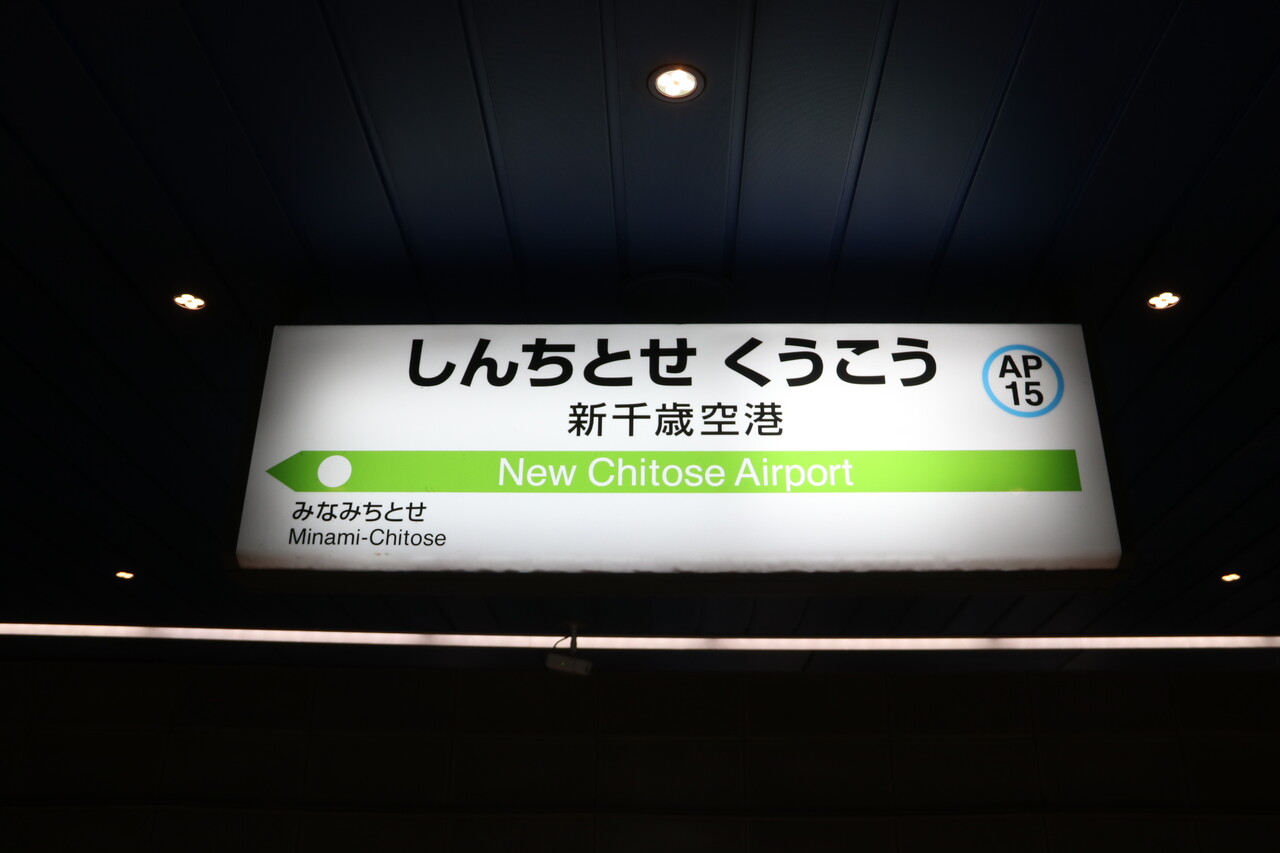 しんちとせ くうこう
AP
15
新千歳空港
New Chitose Airport
みなみちとせ
Minami-Chitose